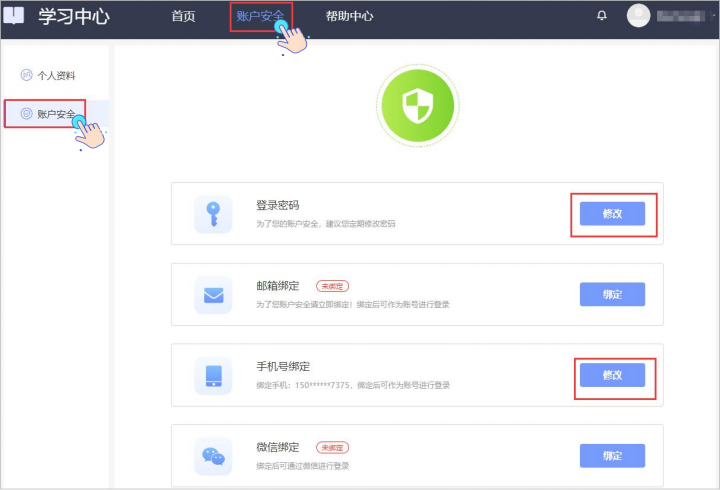 学习中心
首页
账户安全
帮助中心
个人资料
账户安全
登录密码
为了您的账户安全，建议您定期修改密码
修改
邮箱绑定
未绑定
为了您账户安全请立即绑定！绑定后可作为账号进行登录
绑定
手机号绑定
绑定手机：150******7375，绑定后可作为账号进行登录
修改
微信绑定
未绑定
绑定后可通过微信进行登录
绑定